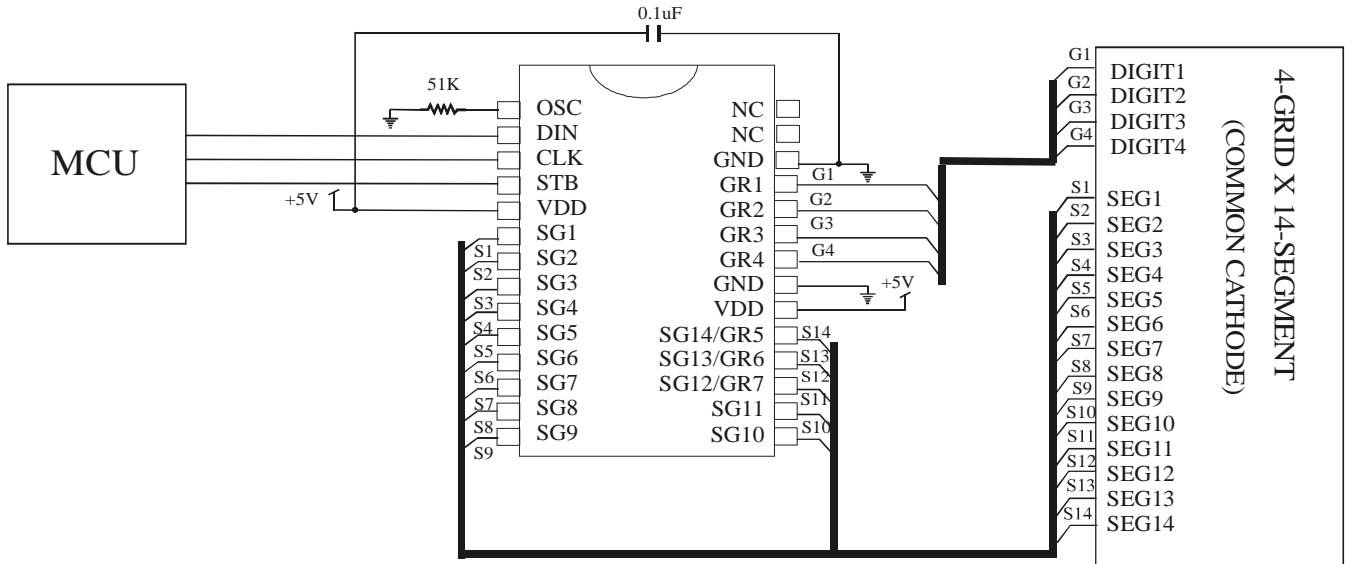 0.1uF
MCU
51K
+5V
OSC
DIN
CLK
STB
VDD
SG1
SG2
SG3
SG4
SG5
SG6
SG7
SG8
SG9
S1
S2
S3
S4
S5
S6
S7
S8
S9
NC
NC
GND
GR1
GR2
GR3
GR4
GND
VDD
SG14/GR5
SG13/GR6
SG12/GR7
SG11
SG10
G1
G2
G3
G4
+5V
S14
S13
S12
S11
S10
G1
G2
G3
G4
DIGIT1
DIGIT2
DIGIT3
DIGIT4
S1
S2
S3
S4
S5
S6
S7
S8
S9
S10
S11
S12
S13
S14
SEG1
SEG2
SEG3
SEG4
SEG5
SEG6
SEG7
SEG8
SEG9
SEG10
SEG11
SEG12
SEG13
SEG14
4-GRID X 14-SEGMENT
(COMMON CATHODE)